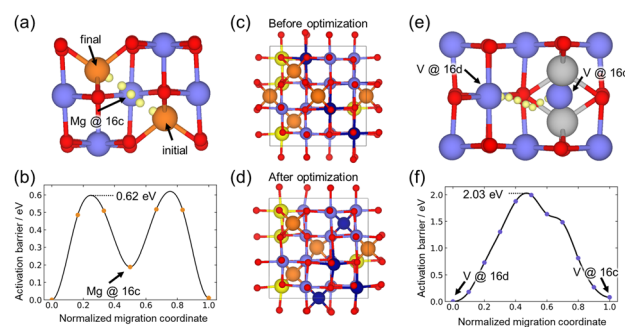 (a)
final
Mg @ 16c
initial
(b)
Activation barrier / eV
0.6
0.5
0.4
0.3
0.2
0.1
0.0
0.62 eV
Mg @ 16c
0.0 0.2 0.4 0.6 0.8 1.0
Normalized migration coordinate
(c)
Before optimization
(d)
After optimization
(e)
V @ 16d
V @ 16c
(f)
Activation barrier / eV
2.0
1.5
1.0
0.5
0.0
2.03 eV
V @ 16d
V @ 16c
0.0 0.2 0.4 0.6 0.8 1.0
Normalized migration coordinate